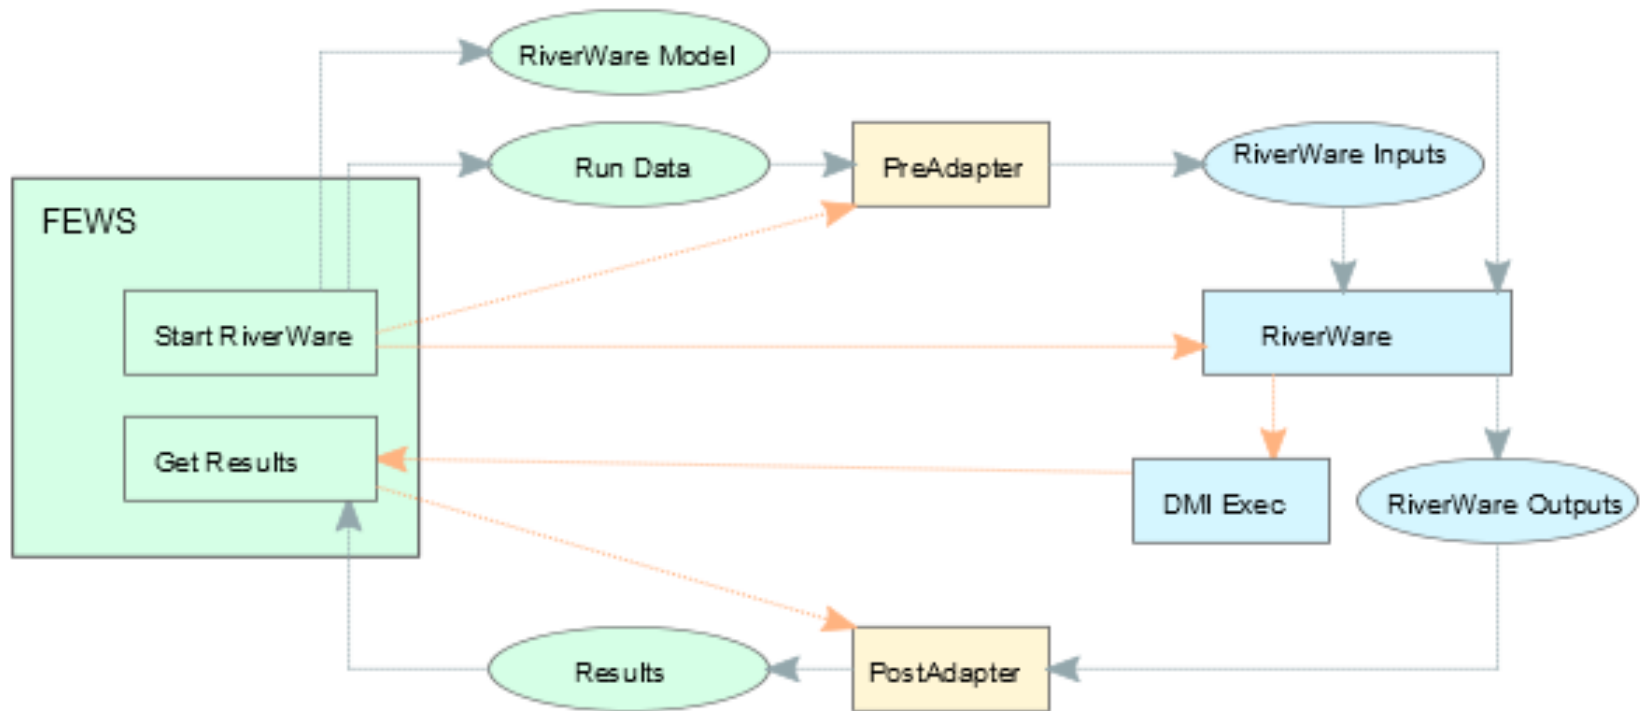 RiverWare Model
Run Data
PreAdapter
RiverWare Inputs
FEWS
Start RiverWare
RiverWare
Get Results
DMI Exec
RiverWare Outputs
Results
PostAdapter